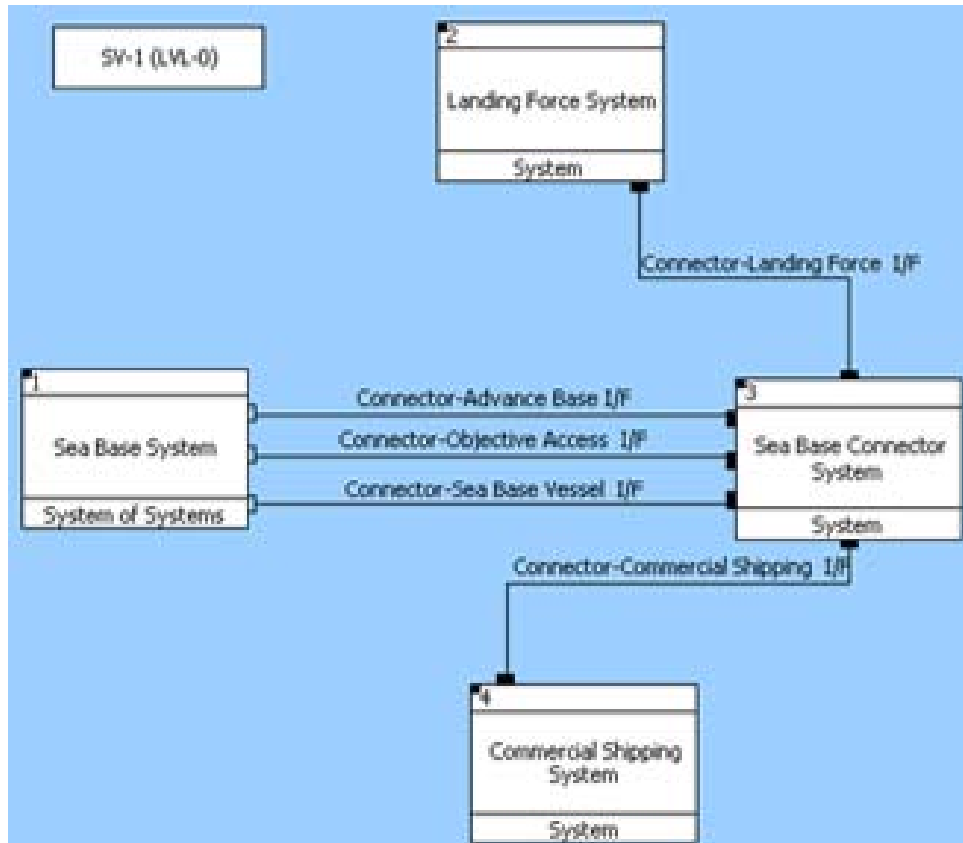 SV-1 (LVL-0)
2
Landing Force System
System
Connector-Landing Force I/F
1
Sea Base System
System of Systems
Connector-Advance Base I/F
Connector-Objective Access I/F
Connector-Sea Base Vessel I/F
3
Sea Base Connector
System
System
Connector-Commercial Shipping I/F
4
Commercial Shipping
System
System